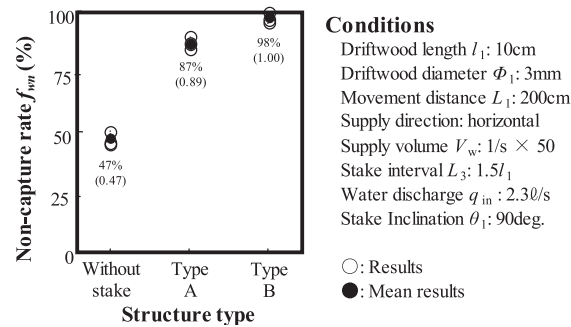 Non-capture rate fwn (%)
100
75
50
25
0
47%
(0.47)
87%
(0.89)
98%
(1.00)
Without stake
Type A
Type B
Structure type
Conditions
Driftwood length l1: 10cm
Driftwood diameter Φ1: 3mm
Movement distance L1: 200cm
Supply direction: horizontal
Supply volume Vw: 1/s × 50
Stake interval L3: 1.5l1
Water discharge q in : 2.3ℓ/s
Stake Inclination θ1: 90deg.
○: Results
●: Mean results